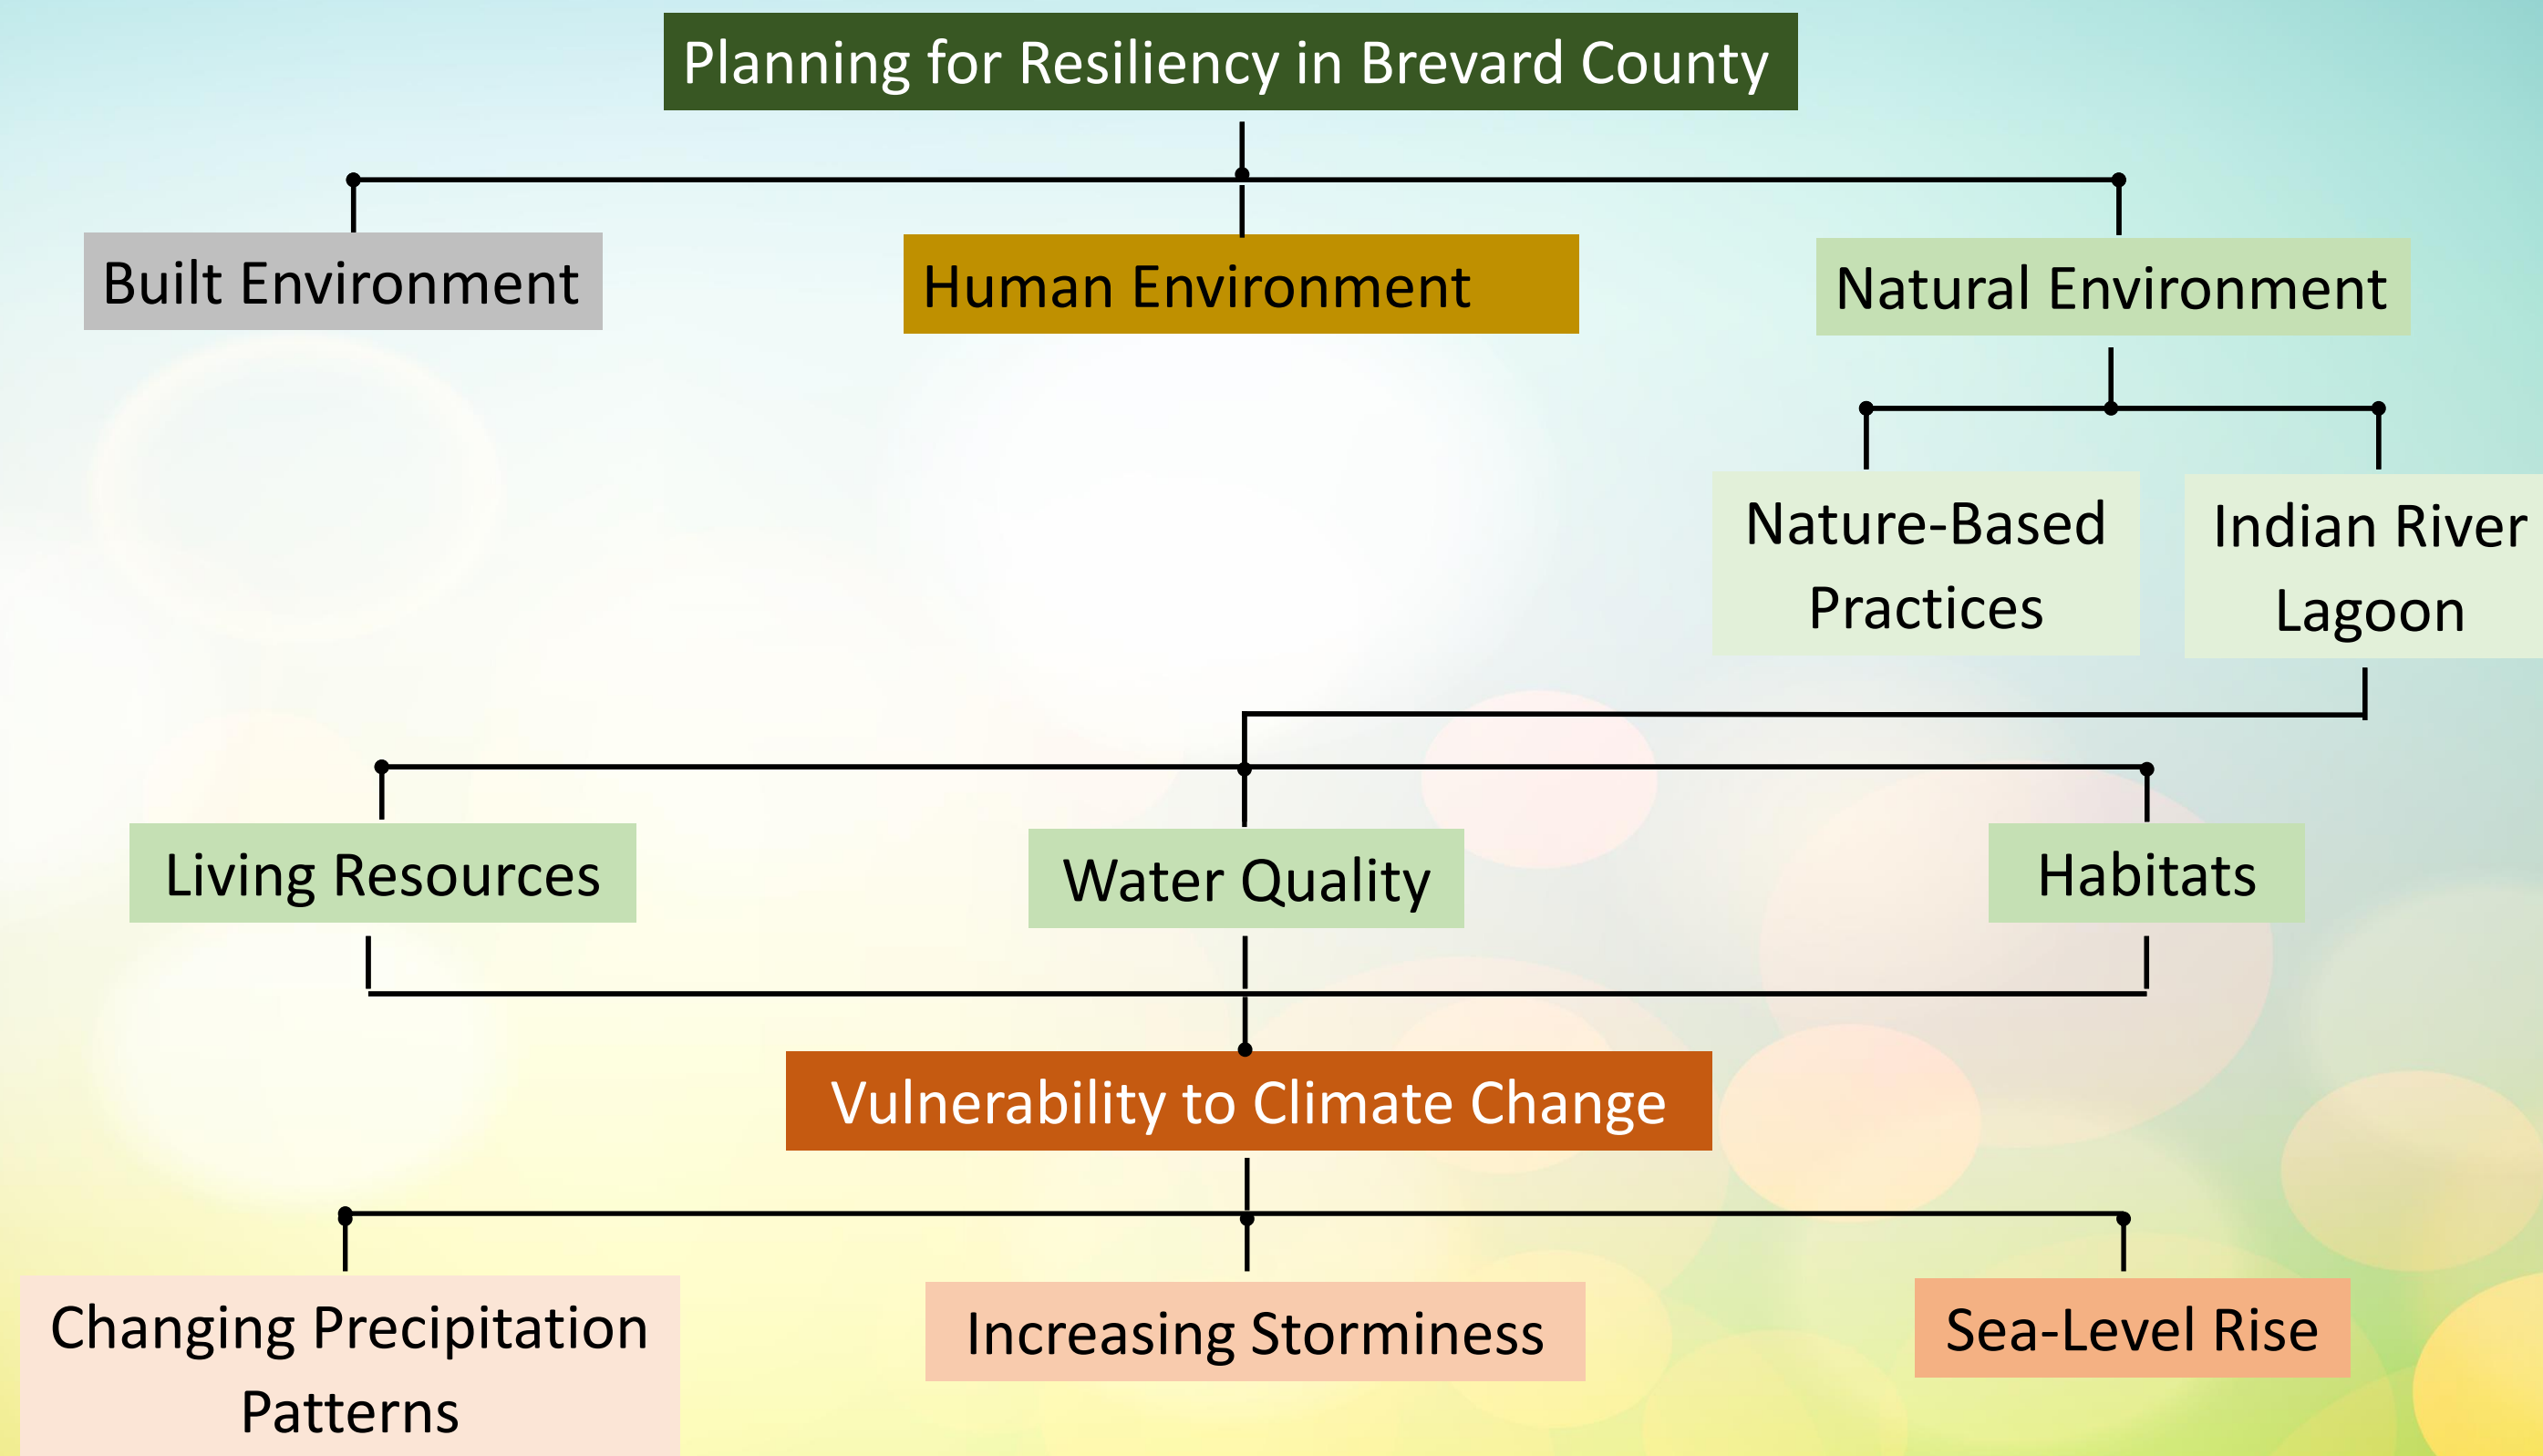 Planning for Resiliency in Brevard County
Built Environment
Human Environment
Natural Environment
Nature-Based
Practices
Indian River
Lagoon
Living Resources
Water Quality
Habitats
Vulnerability to Climate Change
Changing Precipitation
Patterns
Increasing Storminess
Sea-Level Rise